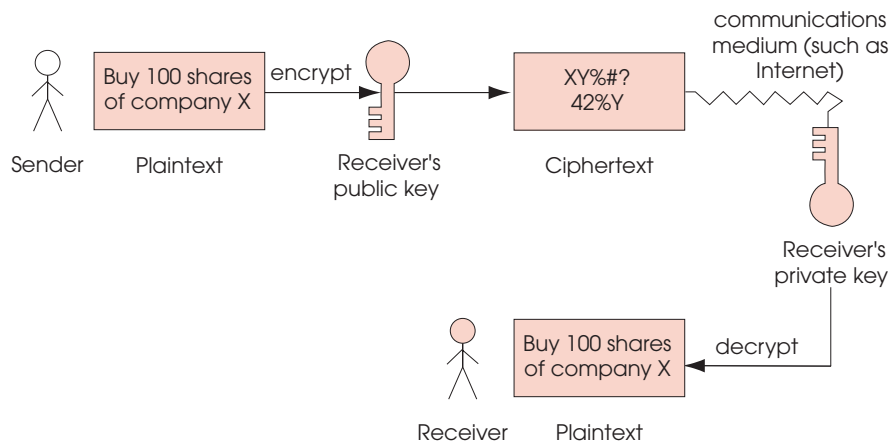 communications
medium (such as
Internet)
Buy 100 shares
of company X
encrypt
XY%#?
42%Y
Sender
Plaintext
Receiver's
public key
Ciphertext
Receiver's
private key
Buy 100 shares
of company X
decrypt
Receiver
Plaintext